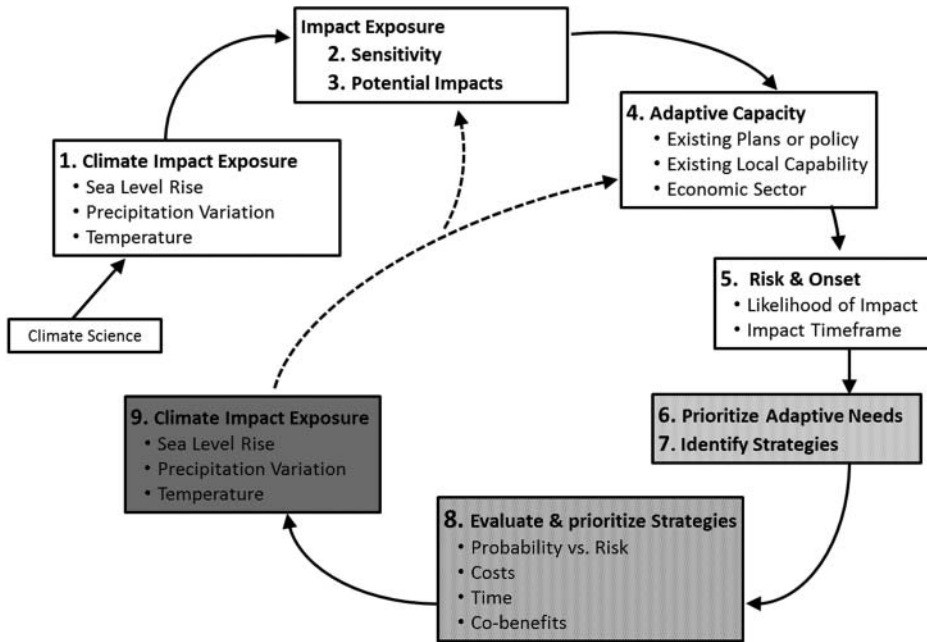 Impact Exposure
2. Sensitivity
3. Potential Impacts
4. Adaptive Capacity
• Existing Plans or policy
• Existing Local Capability
• Economic Sector
1. Climate Impact Exposure
• Sea Level Rise
• Precipitation Variation
• Temperature
5. Risk & Onset
• Likelihood of Impact
• Impact Timeframe
Climate Science
9. Climate Impact Exposure
• Sea Level Rise
• Precipitation Variation
• Temperature
6. Prioritize Adaptive Needs
7. Identify Strategies
8. Evaluate & prioritize Strategies
• Probability vs. Risk
• Costs
• Time
• Co-benefits